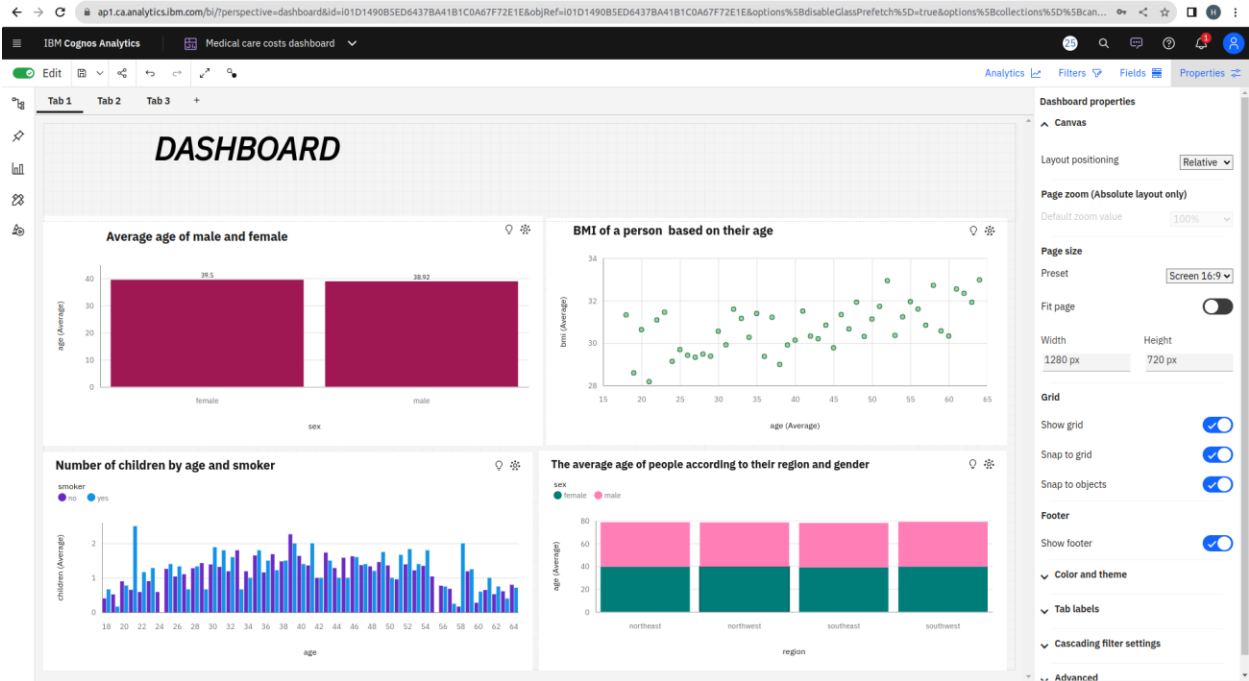 ap1.ca.analytics.ibm.com/bi/?perspective=dashboard&id=i01D1490B5ED6437BA41B1C0A67F72E1E&objRef=i01D1490B5ED6437BA41B1C0A67F72E1E&options%5BdisableGlassPrefetch%5D=true&options%5Bcollections%5D%5Bcan...
H
IBM Cognos Analytics
Medical care costs dashboard
25
1
Edit
Analytics
Filters
Fields
Properties
Tab 1 Tab 2 Tab 3 +
DASHBOARD
Average age of male and female
age (Average)
40
30
20
10
0
39.5
38.92
female
male
sex
BMI of a person based on their age
bmi (Average)
34
32
30
28
15 20 25 30 35 40 45 50 55 60 65
age (Average)
Number of children by age and smoker
smoker
no yes
children (Average)
2
1
0
18 20 22 24 26 28 30 32 34 36 38 40 42 44 46 48 50 52 54 56 58 60 62 64
age
The average age of people according to their region and gender
sex
female male
age (Average)
80
60
40
20
0
northeast northwest southeast southwest
region
Dashboard properties
Canvas
Layout positioning
Relative
Page zoom (Absolute layout only)
Default zoom value
100%
Page size
Preset
Screen 16:9
Fit page
Width Height
1280 px 720 px
Grid
Show grid
Snap to grid
Snap to objects
Footer
Show footer
Color and theme
Tab labels
Cascading filter settings
Advanced